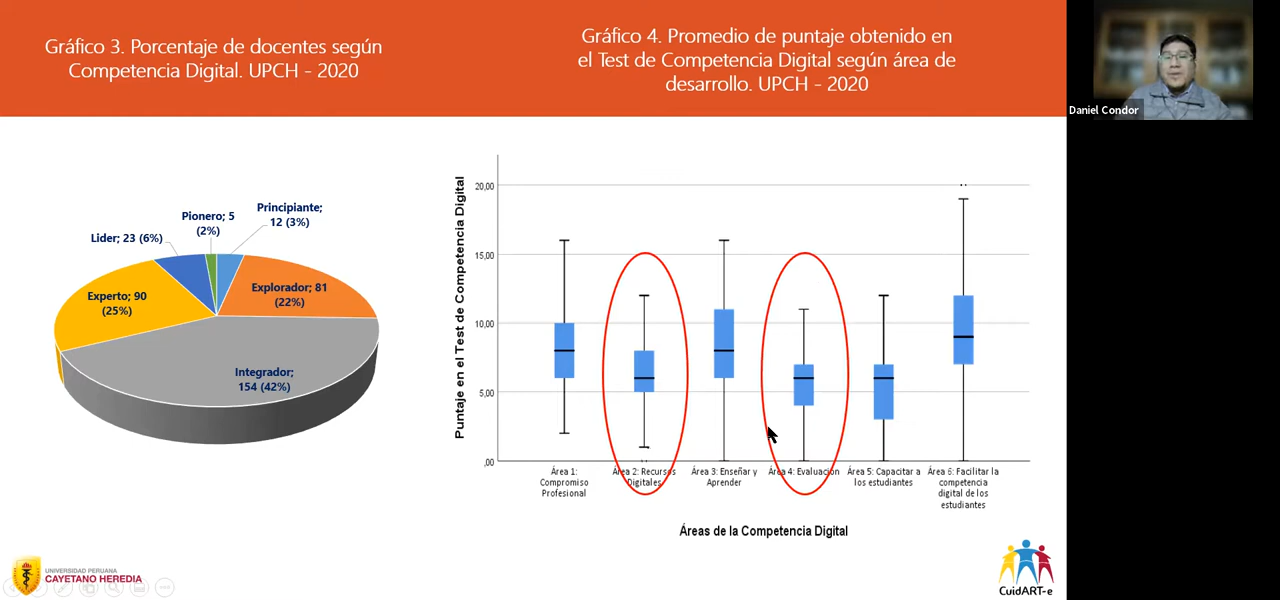 Gráfico 3. Porcentaje de docentes según
Competencia Digital. UPCH - 2020
Gráfico 4. Promedio de puntaje obtenido en
el Test de Competencia Digital según área de
desarrollo. UPCH - 2020
Daniel Condor
Pionero; 5
(2%)
Principiante;
12 (3%)
Lider; 23 (6%)
Experto; 90
(25%)
Explorador; 81
(22%)
Integrador;
154 (42%)
Puntaje en el Test de Competencia Digital
20,00
15,00
10,00
5,00
,00
Área 1:
Compromiso
Profesional
Área 2: Recursos
Digitales
Área 3: Enseñar y
Aprender
Área 4: Evaluación
Área 5: Capacitar a
los estudiantes
Área 6: Facilitar la
competencia
digital de los
estudiantes
Áreas de la Competencia Digital
UNIVERSIDAD PERUANA
CAYETANO HEREDIA
CuidART-e